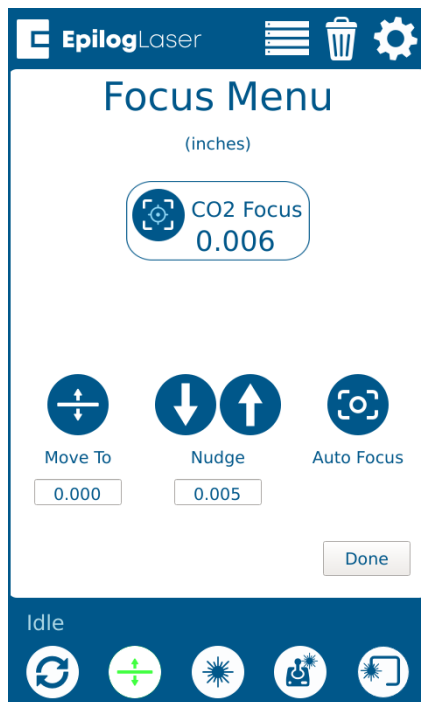 EpilogLaser
Focus Menu
(inches)
CO2 Focus
0.006
Move To
Nudge
Auto Focus
0.000
0.005
Done
Idle